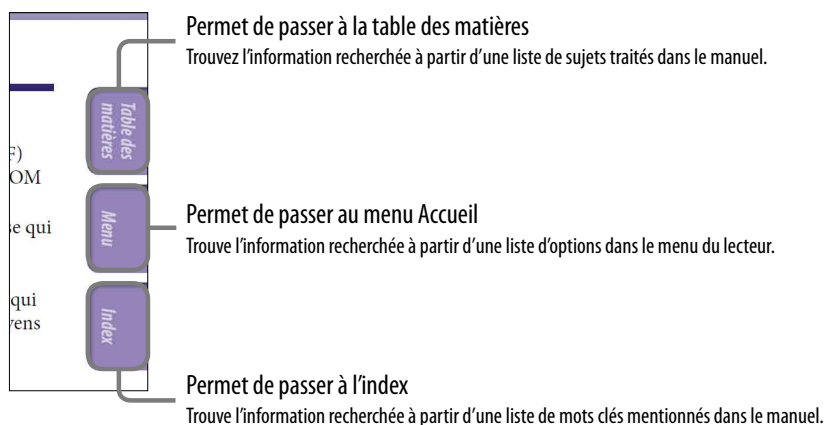 Permet de passer à la table des matières
Trouvez l’information recherchée à partir d’une liste de sujets traités dans le manuel.
Table des
matières
F)
OM
Permet de passer au menu Accueil
Trouve l’information recherchée à partir d’une liste d’options dans le menu du lecteur.
Menu
se qui
qui
Index
Permet de passer à l’index
Trouve l’information recherchée à partir d’une liste de mots clés mentionnés dans le manuel.